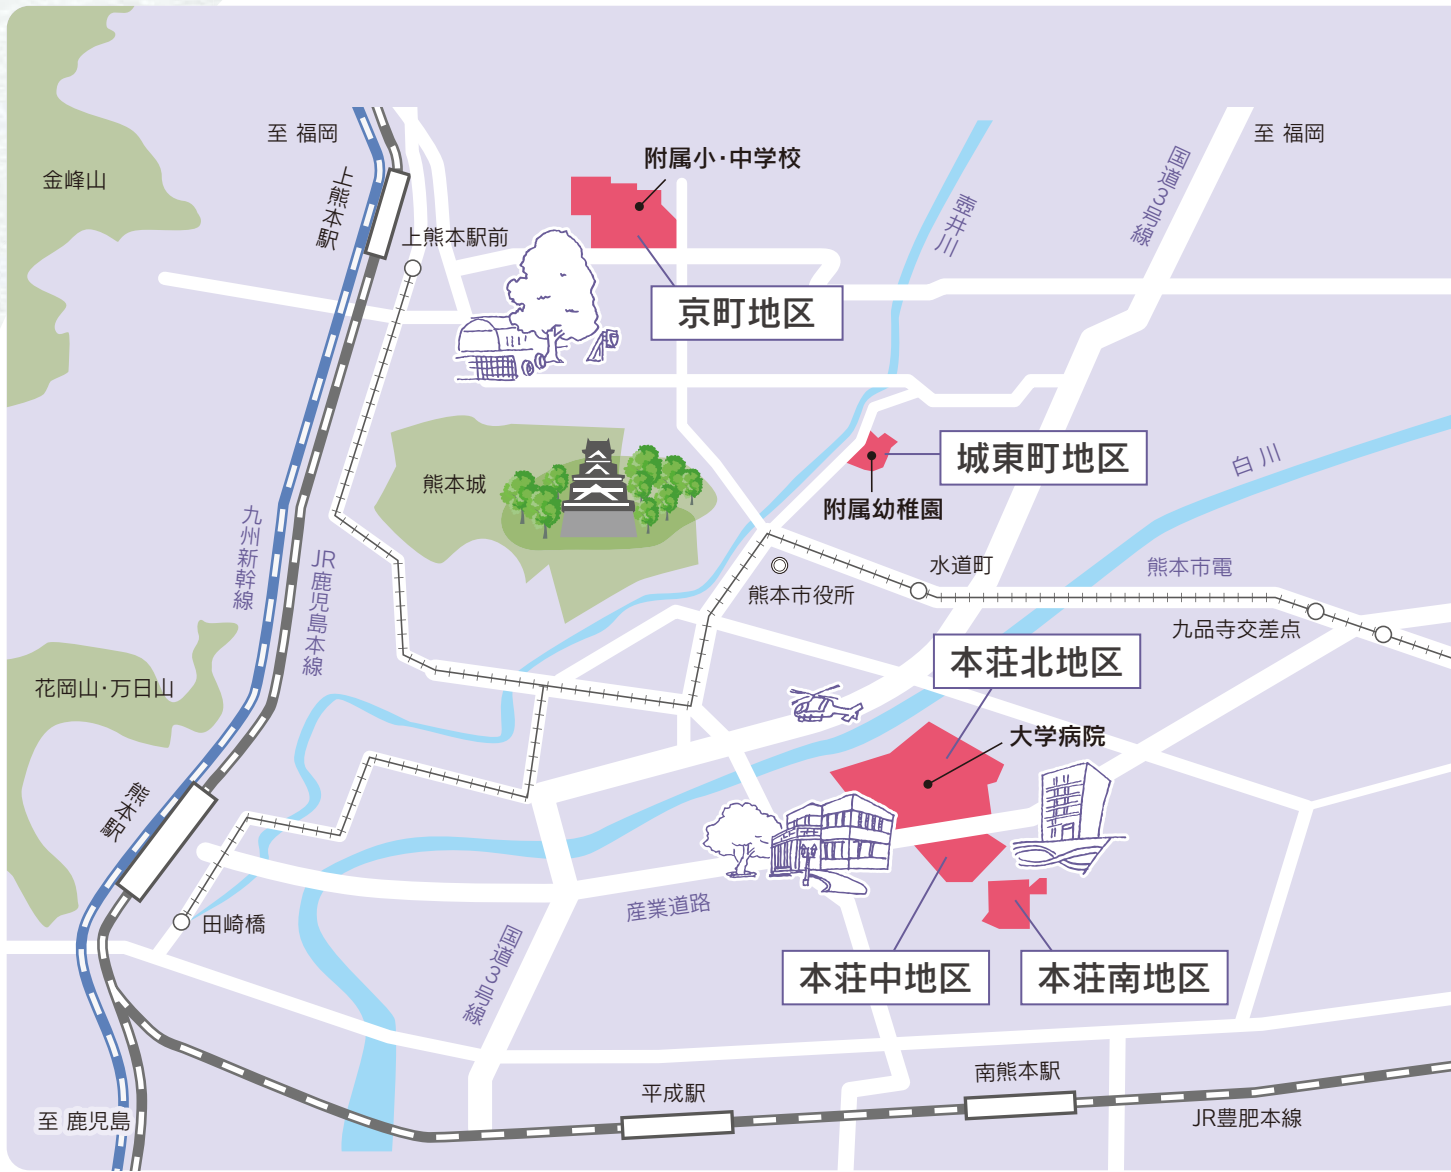 至 福岡
至 福岡
附属小・中学校
金峰山
上熊本駅
国道3号線
壺井川
上熊本駅前
京町地区
城東町地区
白川
熊本城
附属幼稚園
九州新幹線
JR鹿児島本線
水道町
熊本市電
熊本市役所
九品寺交差点
本荘北地区
花岡山・万日山
大学病院
熊本駅
産業道路
田崎橋
国道3号線
本荘中地区
本荘南地区
平成駅
南熊本駅
至 鹿児島
JR豊肥本線